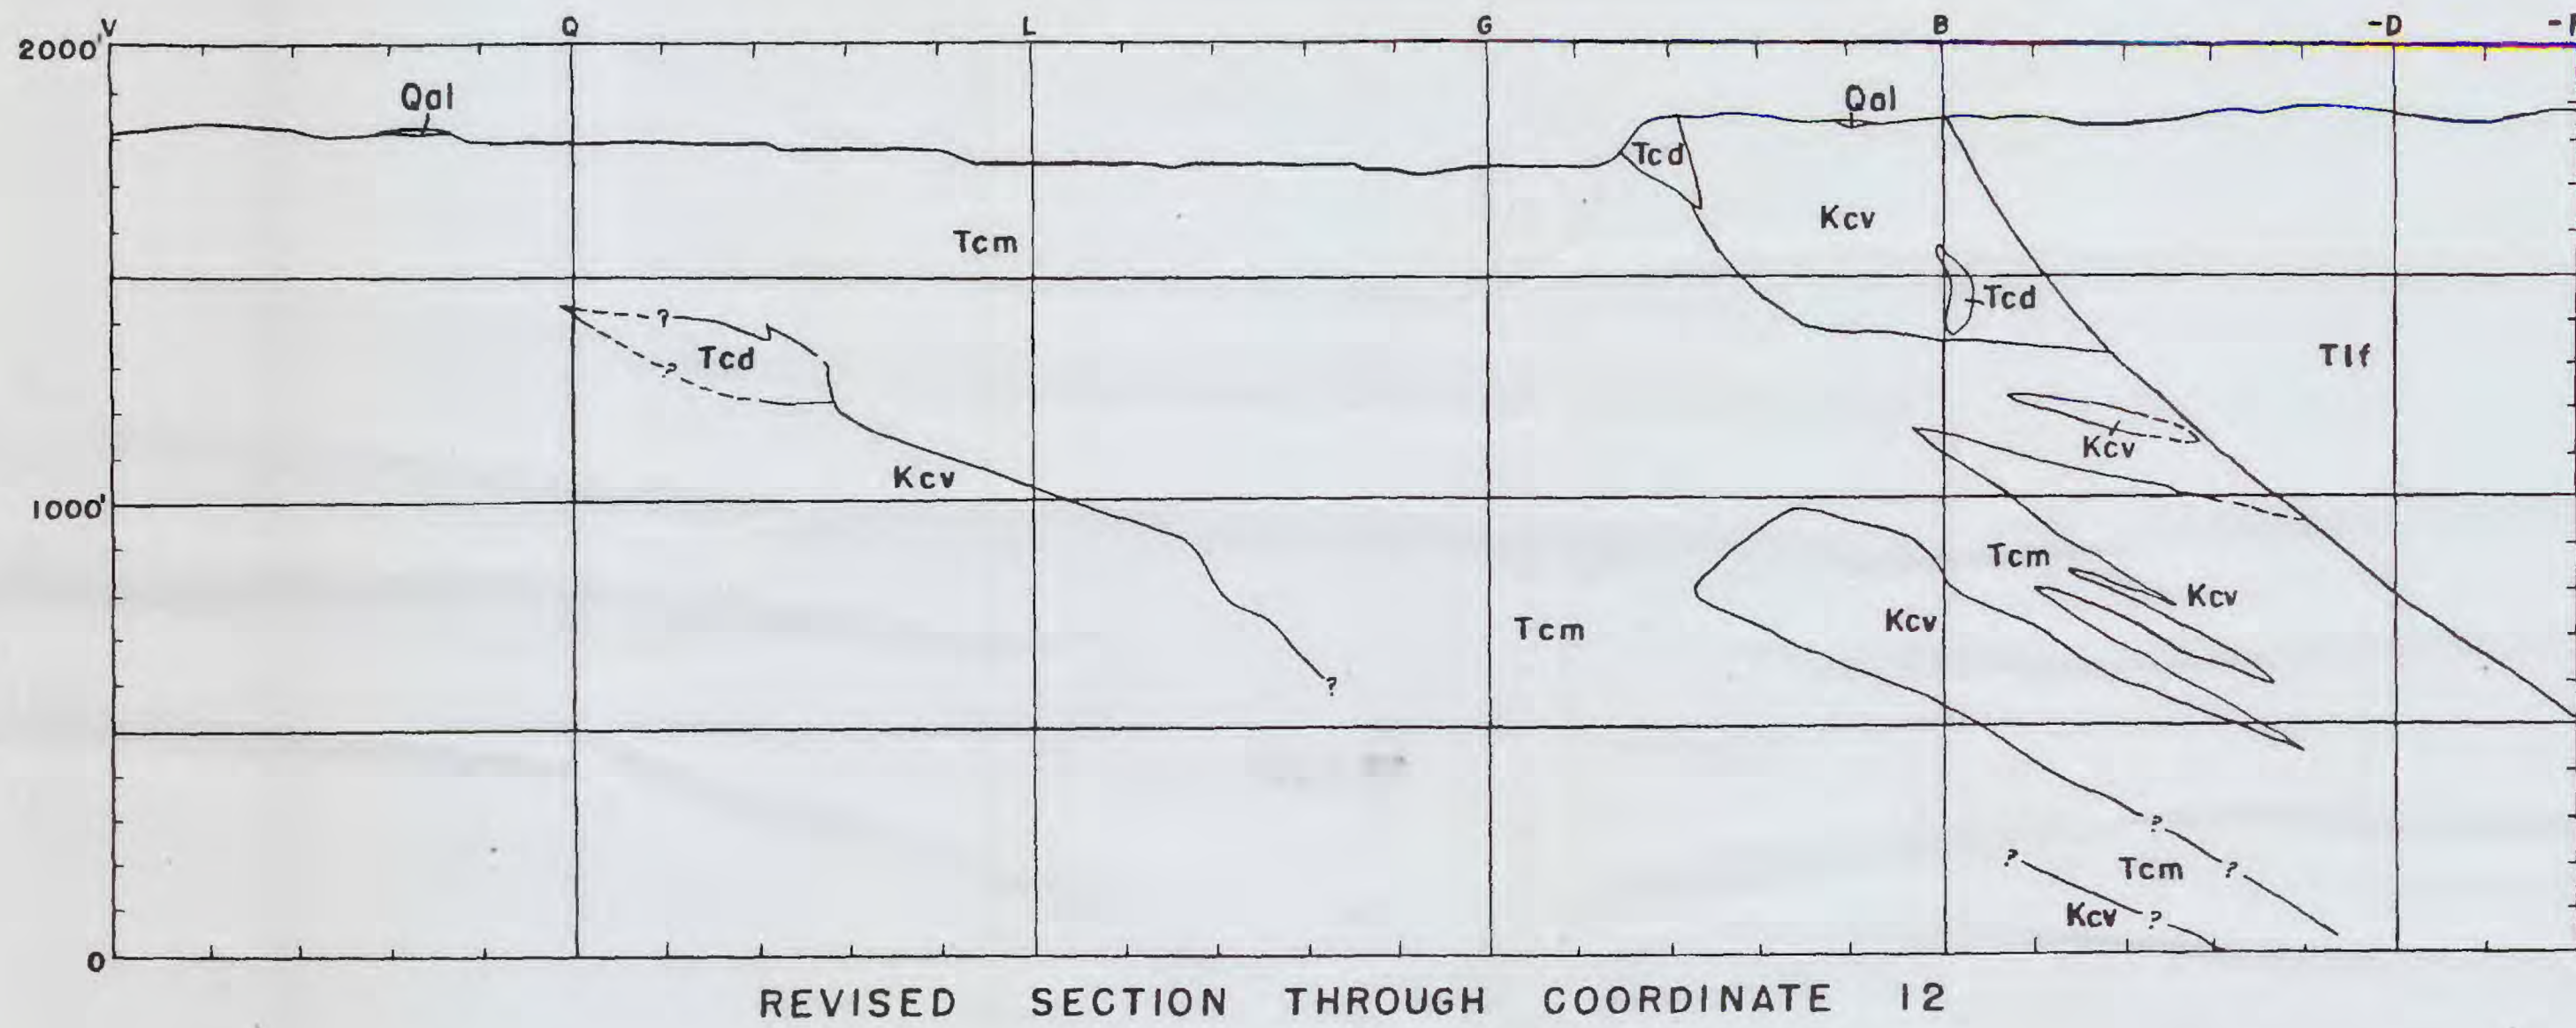 V Q L G B -D
2000'
Qal Qal
Tcd
Kcv
Tcm
Tcd
?
Tcd
Tlf
?
Kcv
Kcv
1000'
Tcm
Kcv
Kcv
Tcm
?
?
Tcm ?
?
Kcv ?
0
REVISED SECTION THROUGH COORDINATE 12